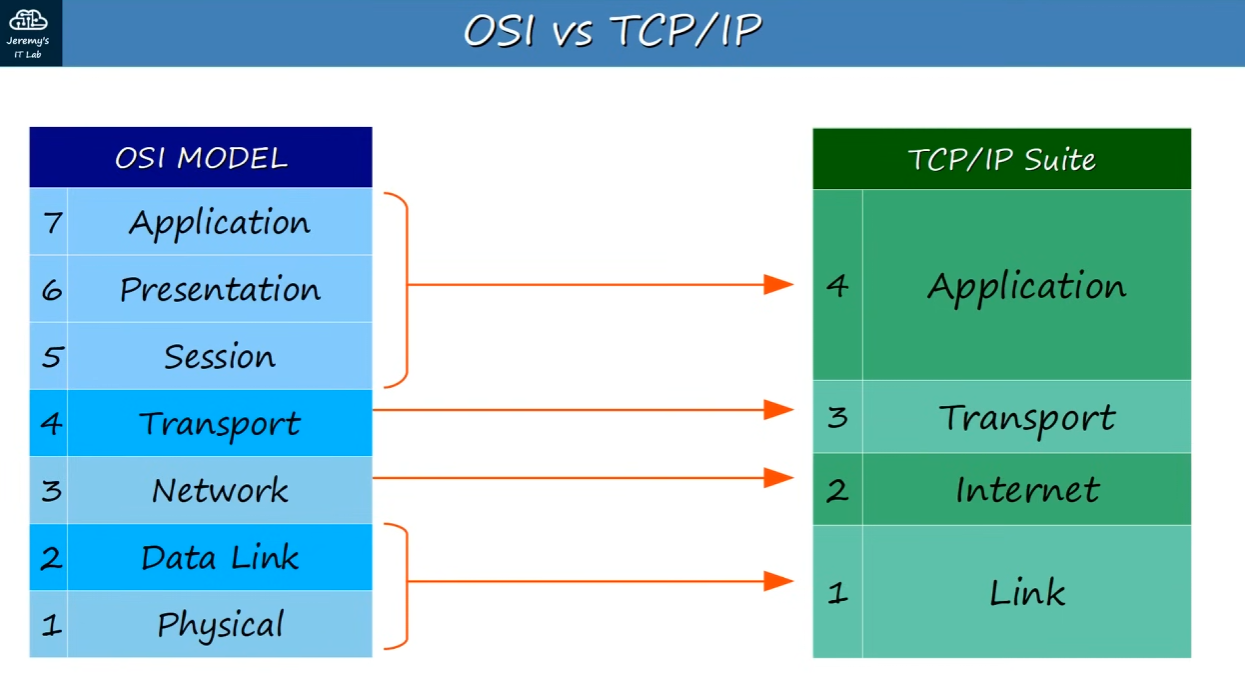 Jeremy's
IT Lab
OSI vs TCP/IP
OSI MODEL
7 Application
6 Presentation
5 Session
4 Transport
3 Network
2 Data Link
1 Physical
TCP/IP Suite
4 Application
3 Transport
2 Internet
1 Link